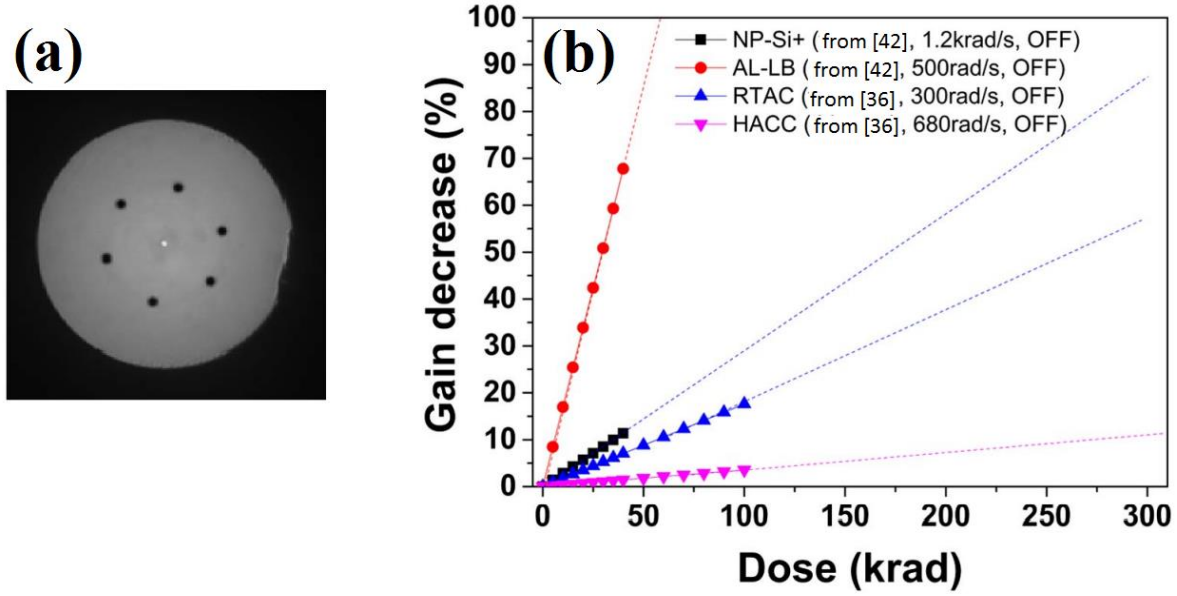 (a)
(b)
NP-Si+ (from [42], 1.2krad/s, OFF)
AL-LB (from [42], 500rad/s, OFF)
RTAC (from [36], 300rad/s, OFF)
HACC (from [36], 680rad/s, OFF)
Gain decrease (%)
100
90
80
70
60
50
40
30
20
10
0
0 50 100 150 200 250 300
Dose (krad)